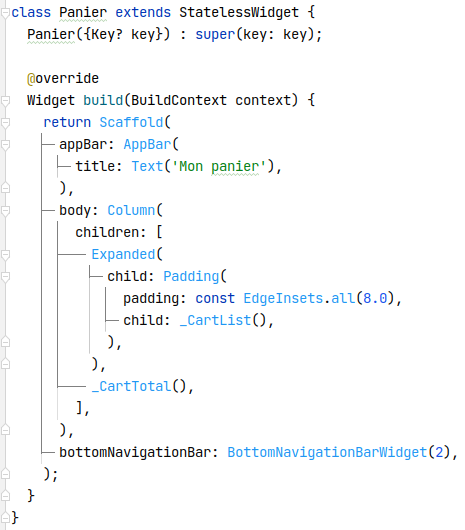 class Panier extends StatelessWidget {
  Panier({Key? key}) : super(key: key);

  @override
  Widget build(BuildContext context) {
    return Scaffold(
      appBar: AppBar(
        title: Text('Mon panier'),
      ),
      body: Column(
        children: [
          Expanded(
            child: Padding(
              padding: const EdgeInsets.all(8.0),
              child: _CartList(),
            ),
          ),
          _CartTotal(),
        ],
      ),
      bottomNavigationBar: BottomNavigationBarWidget(2),
    );
  }
}